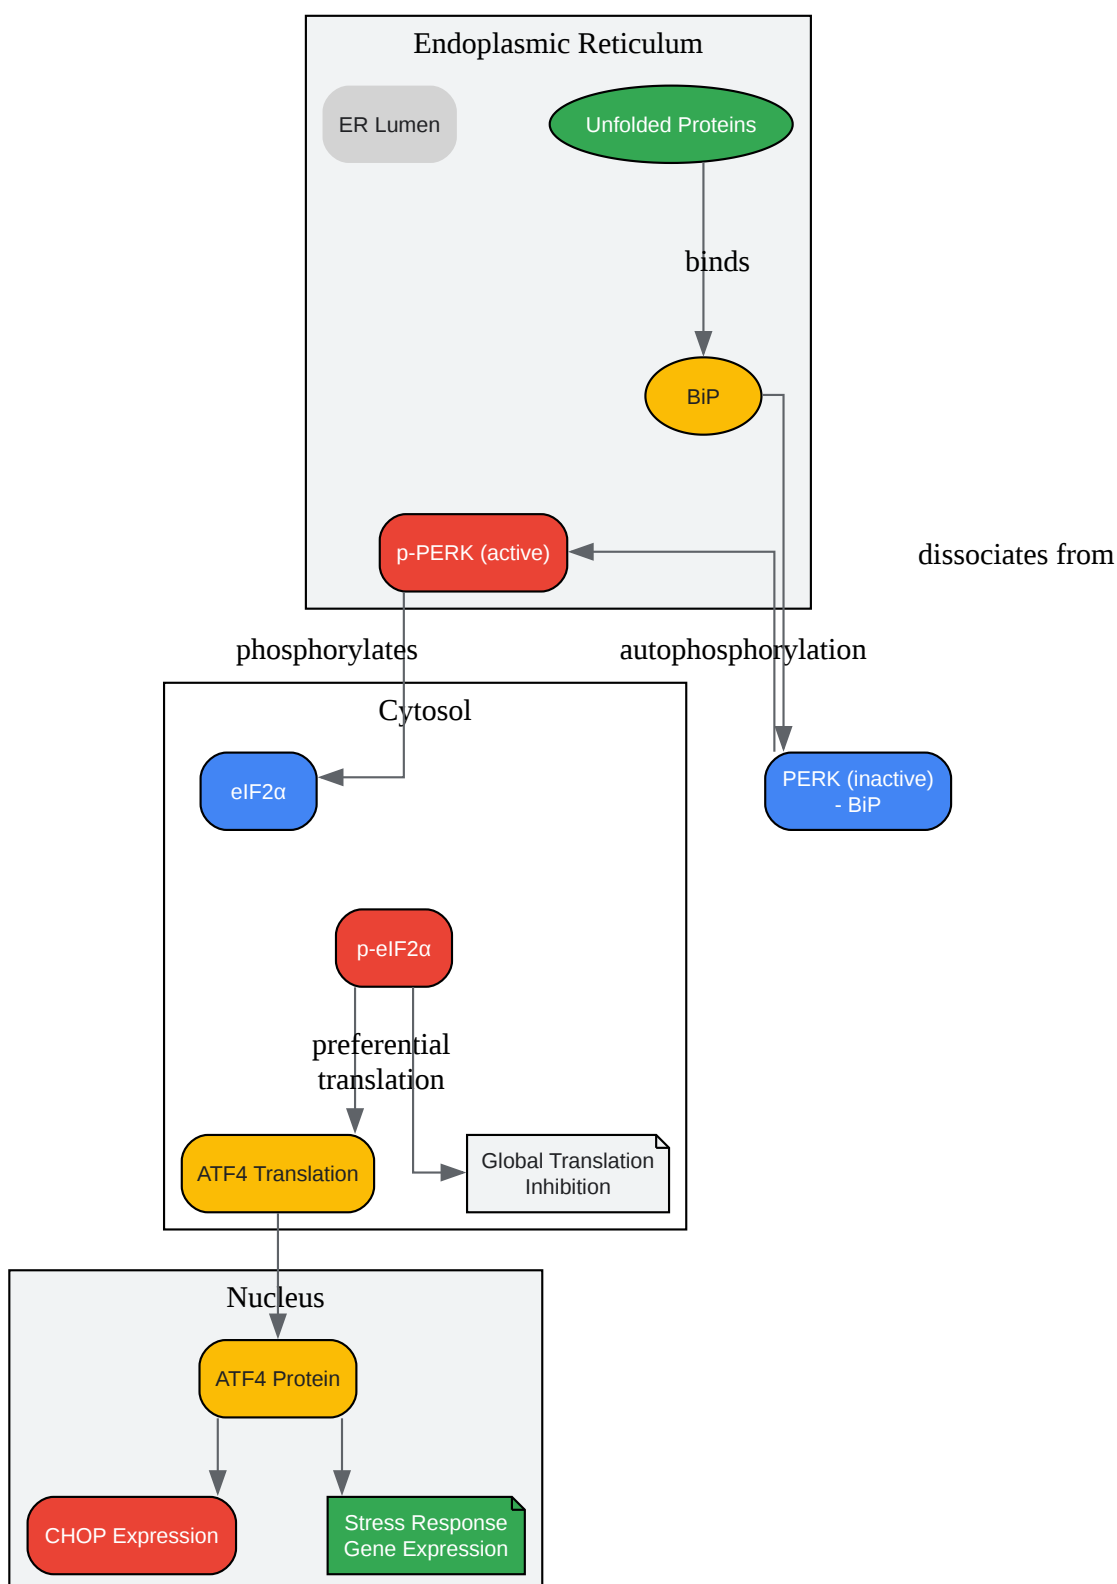 Endoplasmic Reticulum
ER Lumen
Unfolded Proteins
binds
BiP
p-PERK (active)
dissociates from
phosphorylates
autophosphorylation
Cytosol
eIF2α
PERK (inactive)
- BiP
p-eIF2α
preferential
translation
ATF4 Translation
Global Translation
Inhibition
Nucleus
ATF4 Protein
CHOP Expression
Stress Response
Gene Expression